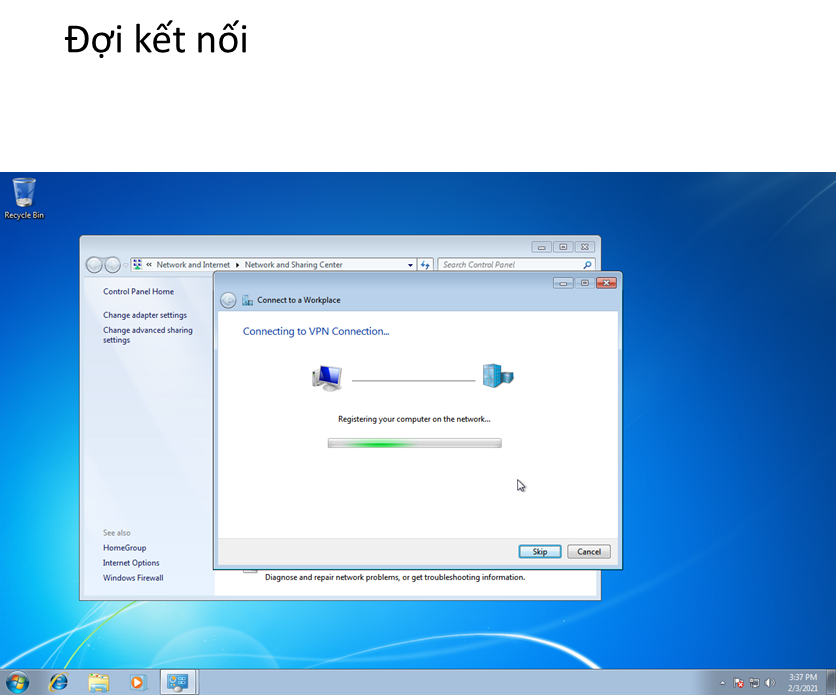 Đợi kết nối
Recycle Bin
« Network and Internet ▸ Network and Sharing Center
Search Control Panel
Control Panel Home
Change adapter settings
Change advanced sharing
settings
Connect to a Workplace
Connecting to VPN Connection...
Registering your computer on the network...
Skip
Cancel
See also
HomeGroup
Internet Options
Windows Firewall
Diagnose and repair network problems, or get troubleshooting information.
3:37 PM
2/3/2021